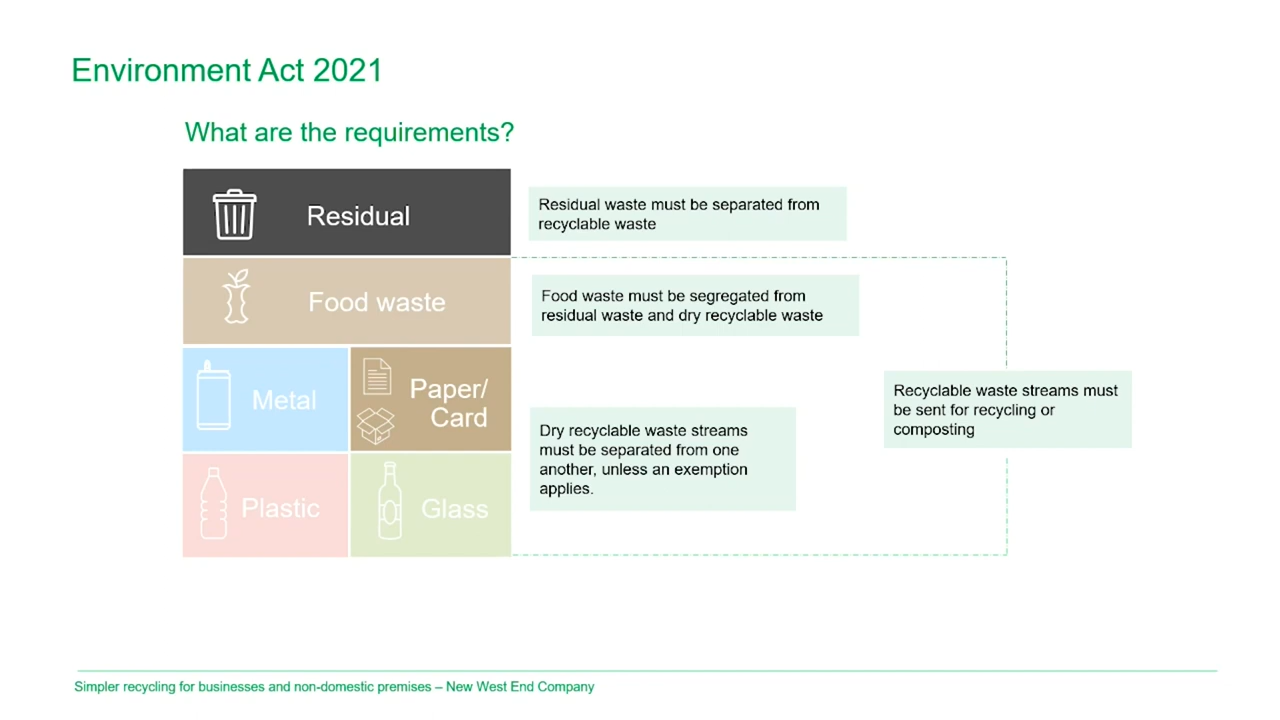 Environment Act 2021
What are the requirements?
Residual
Residual waste must be separated from
recyclable waste
Food waste
Food waste must be segregated from
residual waste and dry recyclable waste
Metal
Paper/
Card
Recyclable waste streams must
be sent for recycling or
composting
Dry recyclable waste streams
must be separated from one
another, unless an exemption
applies.
Plastic
Glass
Simpler recycling for businesses and non-domestic premises – New West End Company